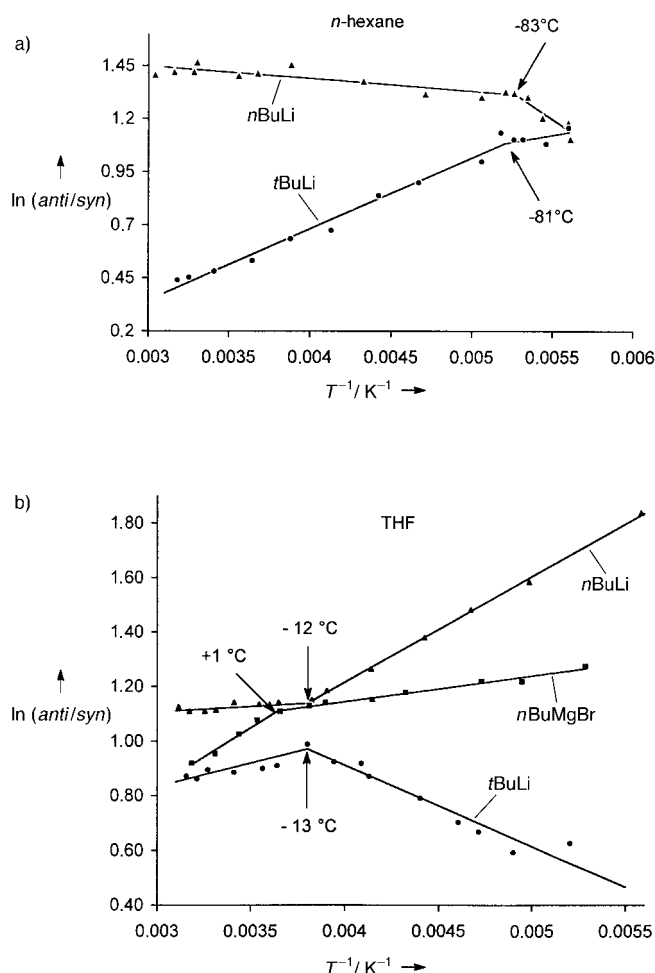 a)
n-hexane
-83°C
1.45
1.2
0.95
0.7
0.45
0.2
nBuLi
tBuLi
-81°C
ln (anti/syn)
0.003
0.0035
0.004
0.0045
0.005
0.0055
0.006
T⁻¹/ K⁻¹
b)
THF
1.80
1.60
1.40
1.20
1.00
0.80
0.60
0.40
nBuLi
- 12 °C
+1 °C
nBuMgBr
tBuLi
- 13 °C
ln (anti/syn)
0.003
0.0035
0.004
0.0045
0.005
0.0055
T⁻¹/ K⁻¹